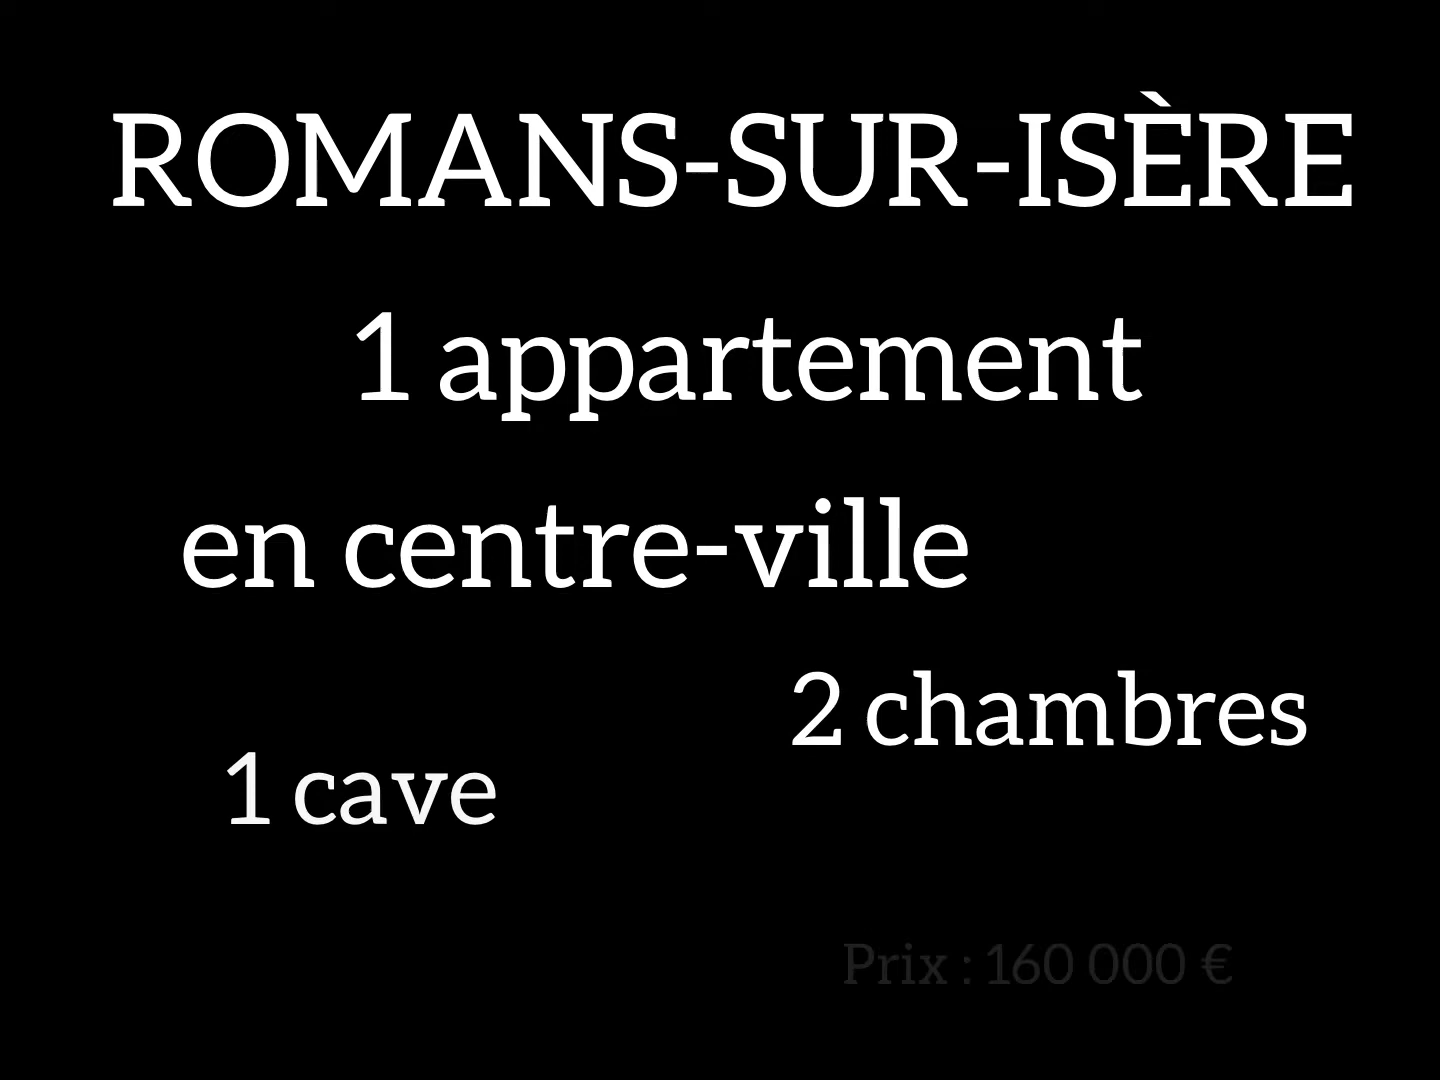 ROMANS-SUR-ISÈRE
1 appartement
en centre-ville
2 chambres
1 cave
Prix : 160 000 €